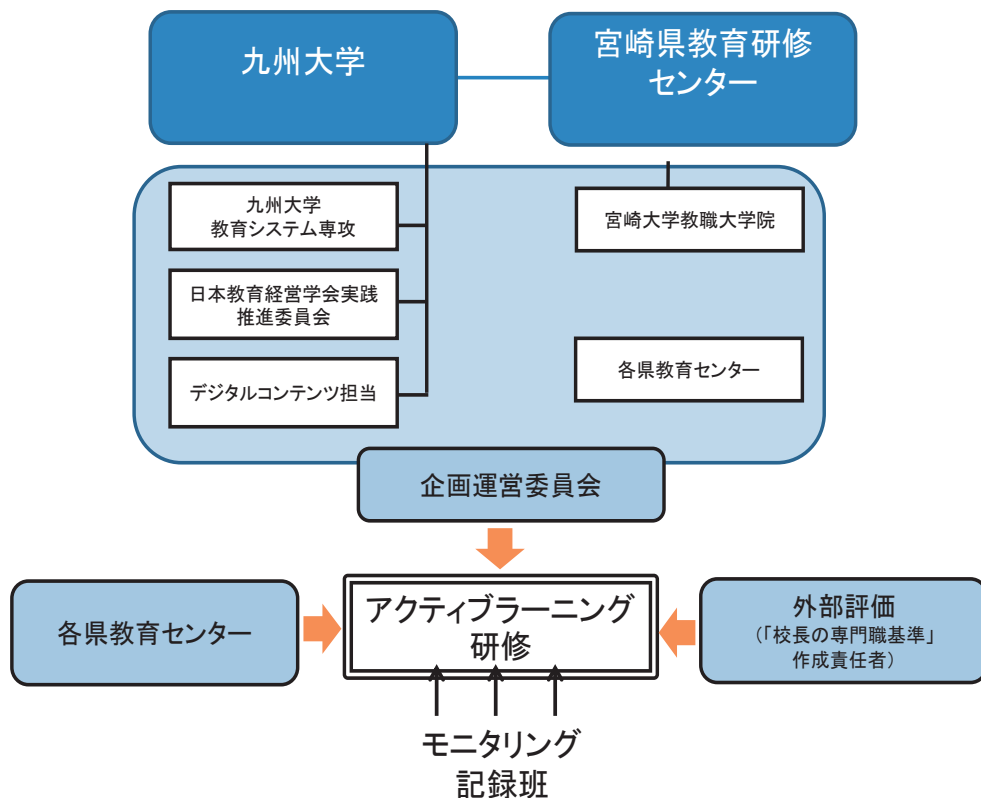 九州大学
宮崎県教育研修
センター
九州大学
教育システム専攻
宮崎大学教職大学院
日本教育経営学会実践
推進委員会
各県教育センター
デジタルコンテンツ担当
企画運営委員会
各県教育センター
アクティブラーニング
研修
外部評価
(「校長の専門職基準」
作成責任者)
モニタリング
記録班